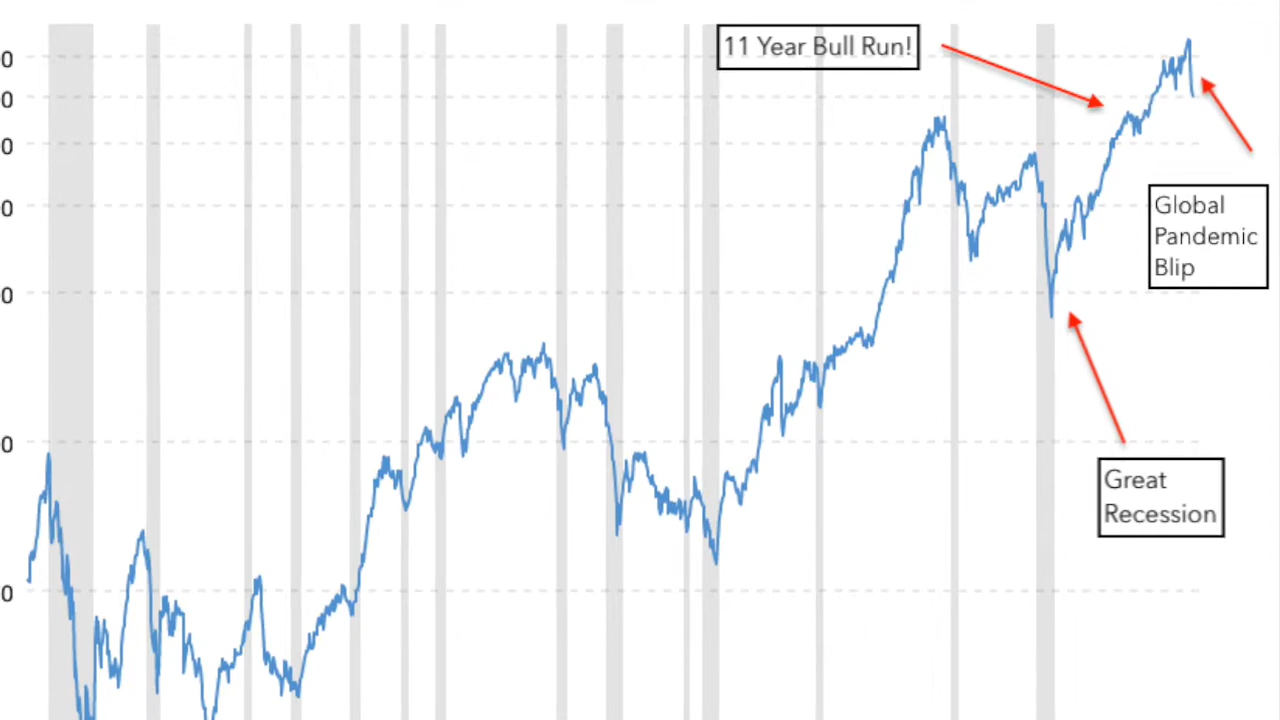 11 Year Bull Run!
Global
Pandemic
Blip
Great
Recession